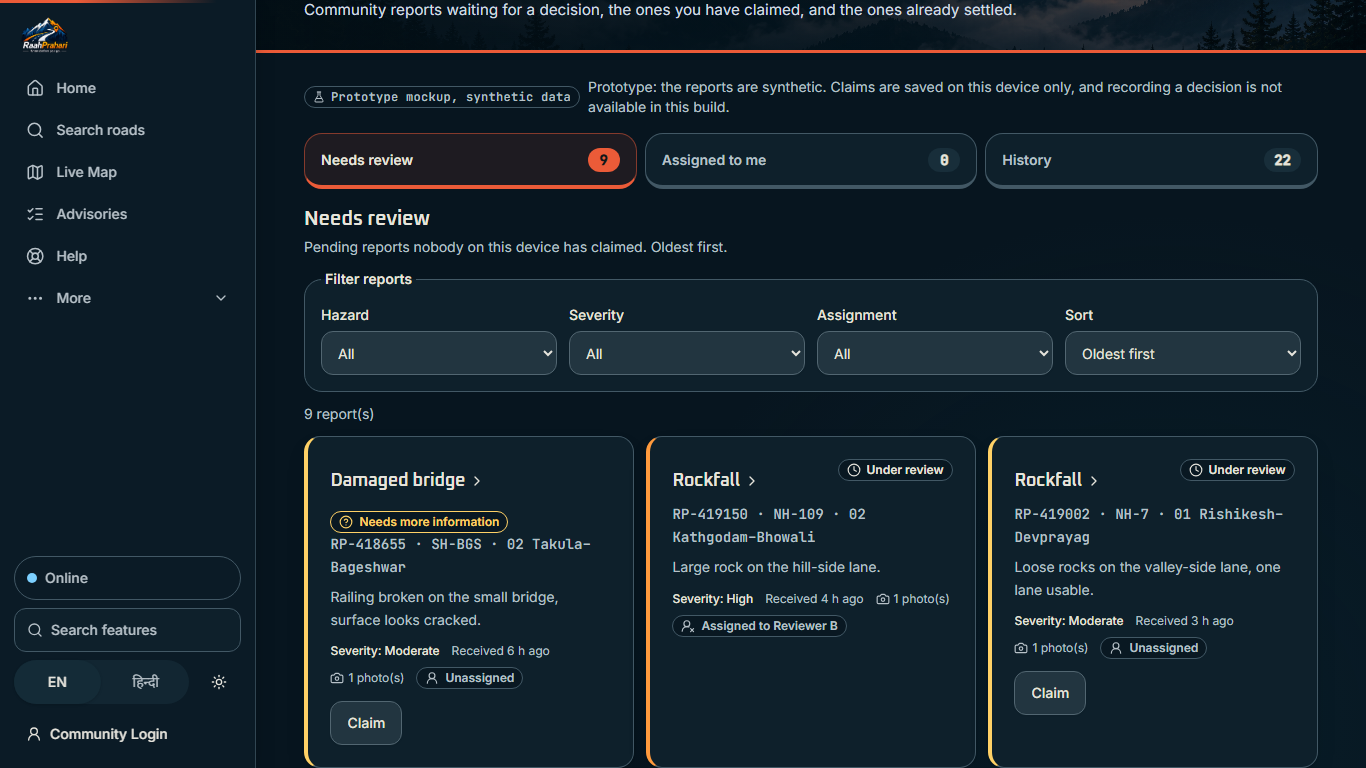 Community reports waiting for a decision, the ones you have claimed, and the ones already settled.
RaahPrahari
Home
Search roads
Live Map
Advisories
Help
More
Online
Search features
EN
हिन्दी
Community Login
Prototype mockup, synthetic data
Prototype: the reports are synthetic. Claims are saved on this device only, and recording a decision is not
available in this build.
Needs review 9
Assigned to me 0
History 22
Needs review
Pending reports nobody on this device has claimed. Oldest first.
Filter reports
Hazard
All
Severity
All
Assignment
All
Sort
Oldest first
9 report(s)
Damaged bridge
Needs more information
RP-418655 · SH-BGS · 02 Takula-
Bageshwar
Railing broken on the small bridge,
surface looks cracked.
Severity: Moderate Received 6 h ago
1 photo(s) Unassigned
Claim
Rockfall
Under review
RP-419150 · NH-109 · 02
Kathgodam-Bhowali
Large rock on the hill-side lane.
Severity: High Received 4 h ago 1 photo(s)
Assigned to Reviewer B
Rockfall
Under review
RP-419002 · NH-7 · 01 Rishikesh-
Devprayag
Loose rocks on the valley-side lane, one
lane usable.
Severity: Moderate Received 3 h ago
1 photo(s) Unassigned
Claim